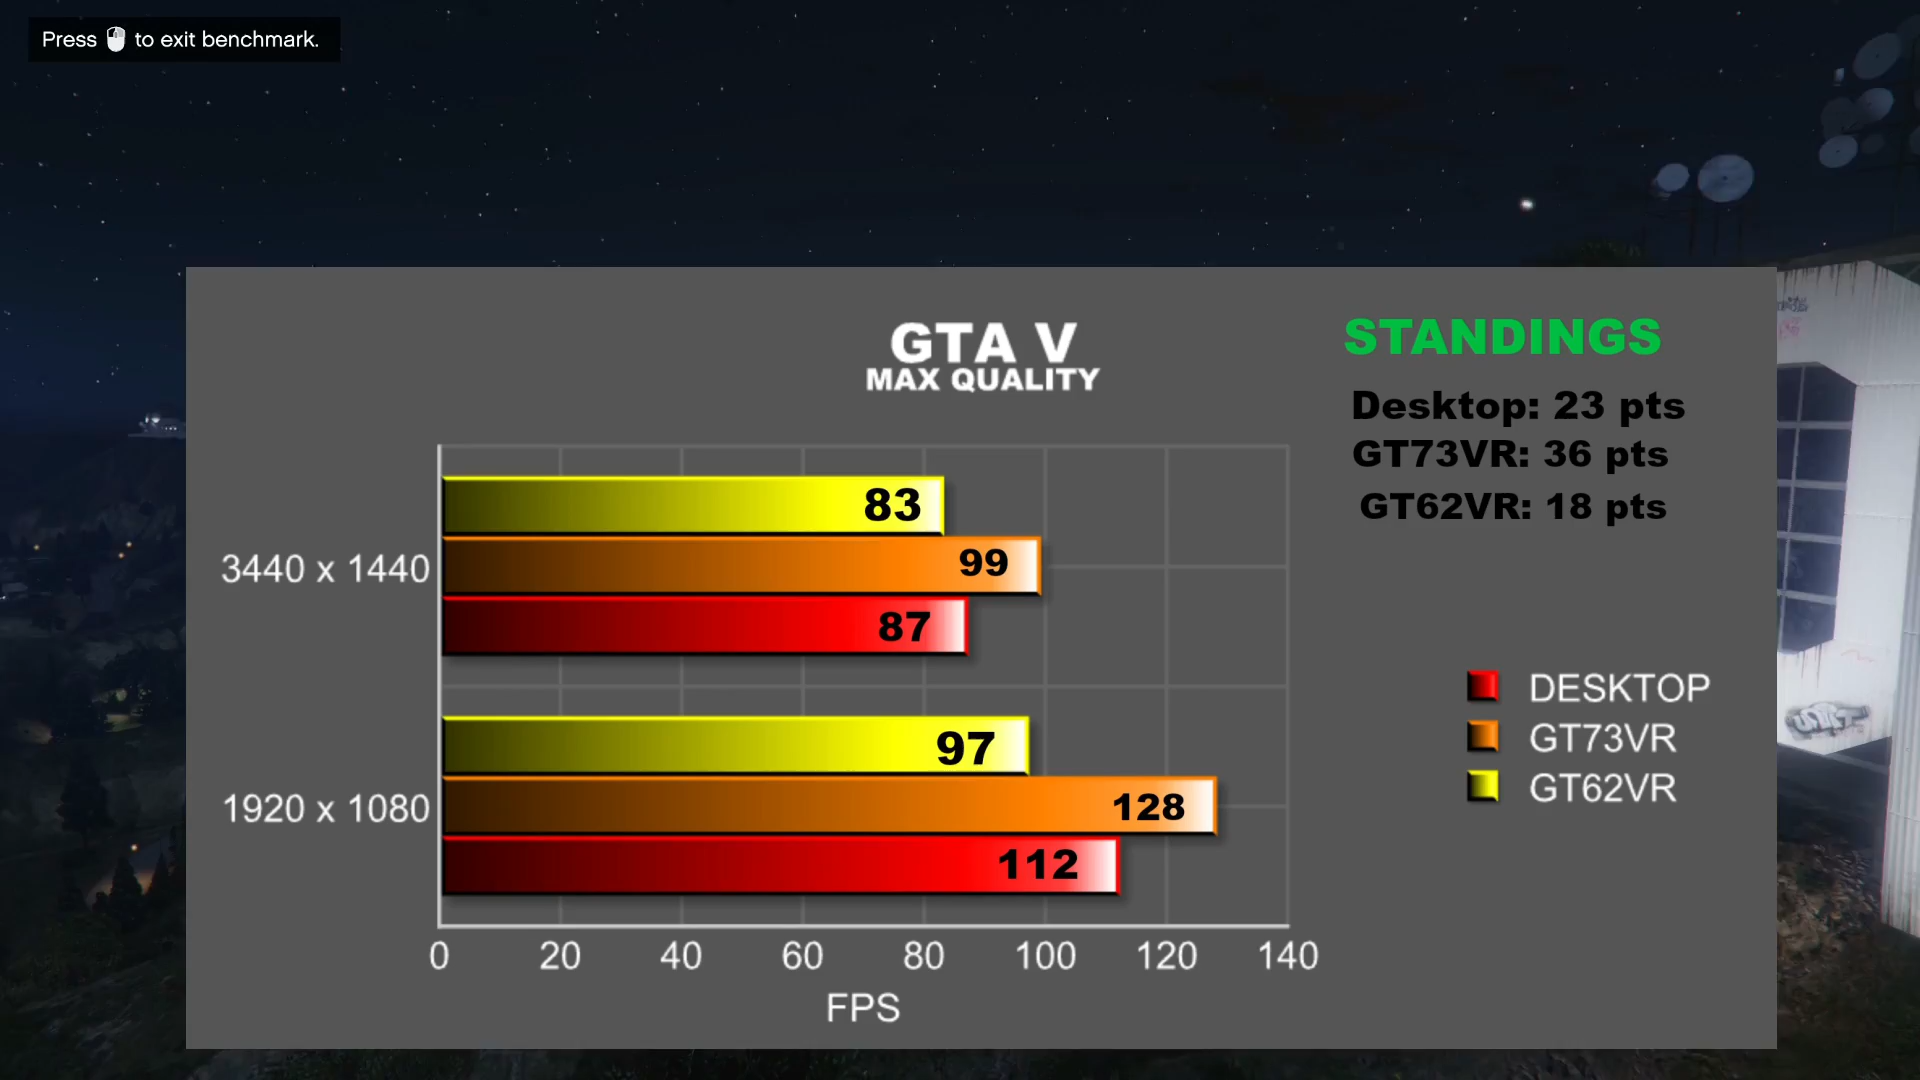 Press to exit benchmark.
GTA V
MAX QUALITY
STANDINGS
Desktop: 23 pts
GT73VR: 36 pts
GT62VR: 18 pts
3440 x 1440
83
99
87
1920 x 1080
97
128
112
DESKTOP
GT73VR
GT62VR
0 20 40 60 80 100 120 140
FPS